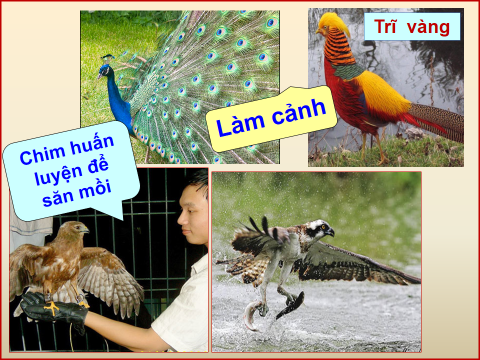 Trĩ vàng
Làm cảnh
Chim huấn
luyện để
săn mồi